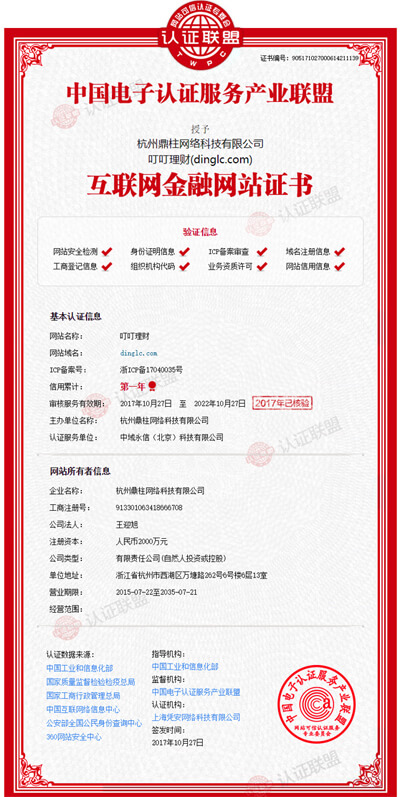 网站可信认证专委会
认证联盟
TWPC
证书编号：905171027000614211139
中国电子认证服务产业联盟
授予
杭州鼎柱网络科技有限公司
叮叮理财(dinglc.com)
互联网金融网站证书
验证信息
网站安全检测 身份证明信息 ICP备案审查 域名注册信息
工商登记信息 组织机构代码 业务资质许可 网站信用信息
基本认证信息
网站名称： 叮叮理财
网站域名： dinglc.com
ICP备案号： 浙ICP备17040035号
信用累计： 第一年
审核服务有效期： 2017年10月27日 至 2022年10月27日 2017年已核验
主办单位名称： 杭州鼎柱网络科技有限公司
认证服务单位： 中域永信（北京）科技有限公司
网站所有者信息
企业名称： 杭州鼎柱网络科技有限公司
工商注册号： 913301063418666708
公司法人： 王迎旭
注册资本： 人民币2000万元
公司类型： 有限责任公司(自然人投资或控股)
单位地址： 浙江省杭州市西湖区万塘路262号6号楼6层13室
营业期限： 2015-07-22至2035-07-21
经营范围：
认证数据来源：
中国工业和信息化部
国家质量监督检验检疫总局
国家工商行政管理总局
中国互联网络信息中心
公安部全国公民身份查询中心
360网站安全中心
指导机构：
中国工业和信息化部
监督机构：
中国电子认证服务产业联盟
认证机构：
上海凭安网络科技有限公司
签发时间：
2017年10月27日
中国电子认证服务产业联盟
网站可信认证服务
专业委员会
认证联盟
认证联盟
认证联盟
认证联盟
认证联盟
认证联盟